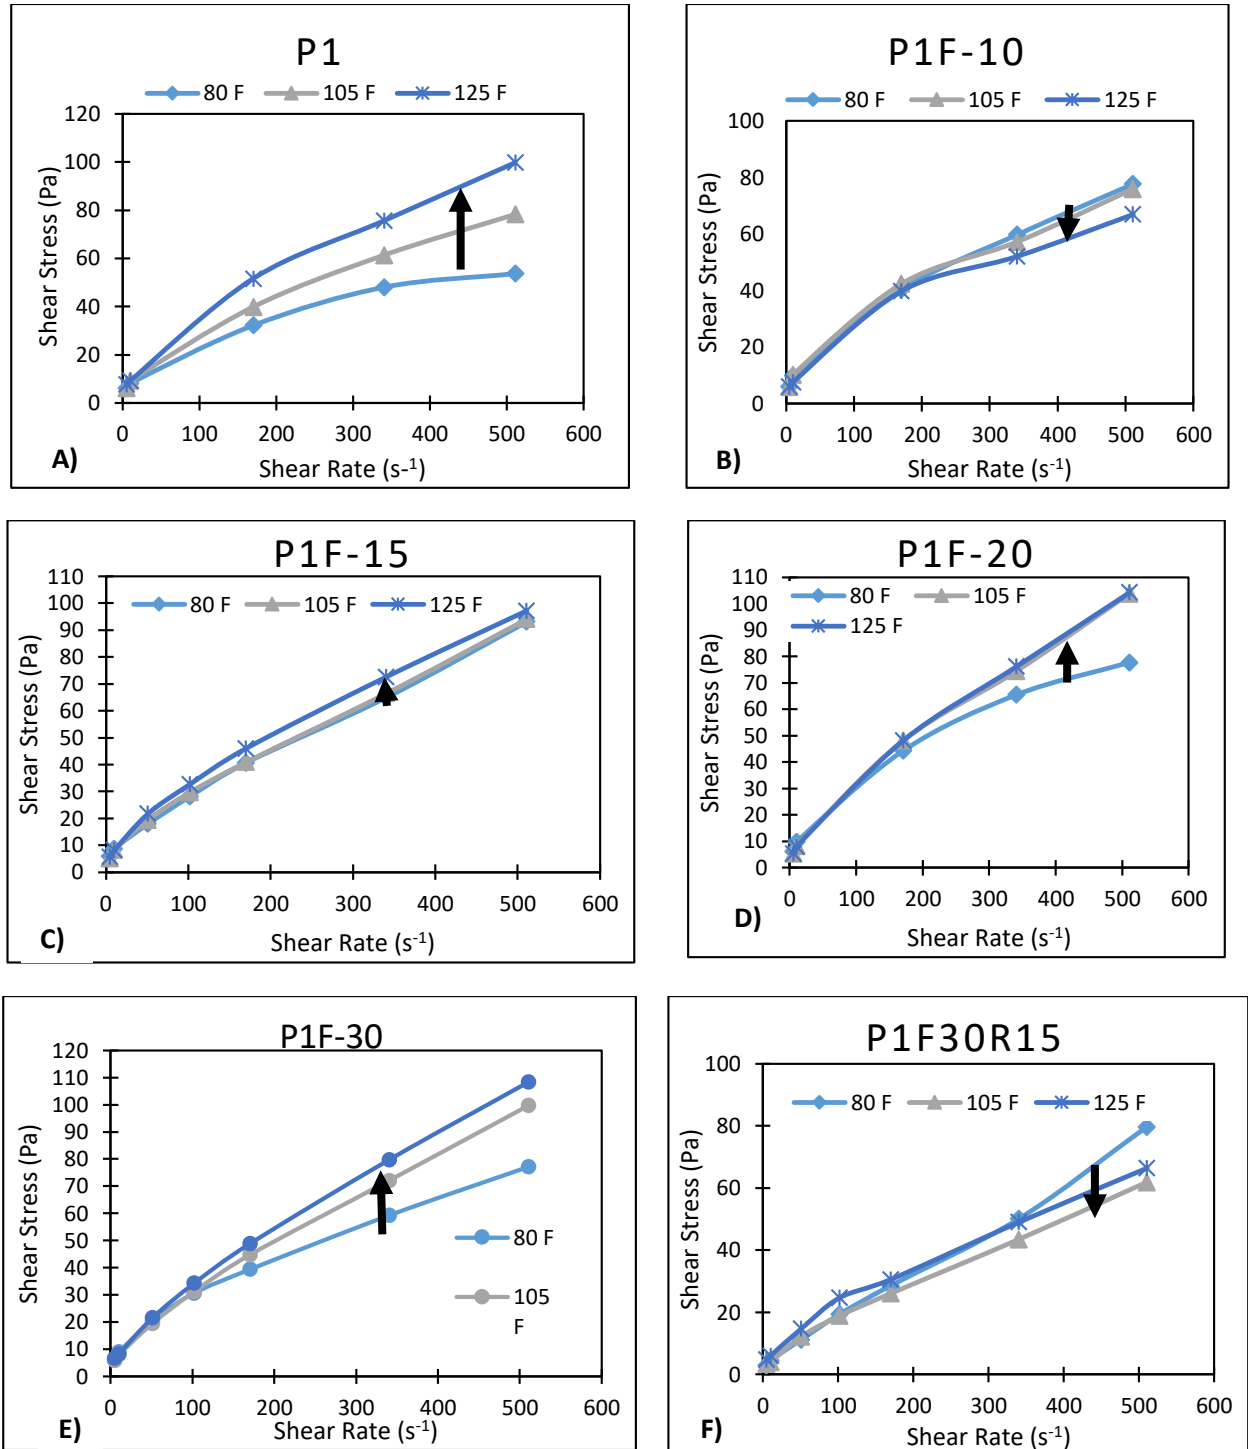 P1
80 F 105 F 125 F
120
100
80
60
40
20
0
Shear Stress (Pa)
0 100 200 300 400 500 600
Shear Rate (s-¹)
A)
P1F-10
80 F 105 F 125 F
100
80
60
40
20
0
Shear Stress (Pa)
0 100 200 300 400 500 600
Shear Rate (s⁻¹)
B)
P1F-15
80 F 105 F 125 F
110
100
90
80
70
60
50
40
30
20
10
0
Shear Stress (Pa)
0 100 200 300 400 500 600
Shear Rate (s⁻¹)
C)
P1F-20
80 F 105 F
125 F
110
100
90
80
70
60
50
40
30
20
10
0
Shear Stress (Pa)
0 100 200 300 400 500 600
Shear Rate (s⁻¹)
D)
P1F-30
120
110
100
90
80
70
60
50
40
30
20
10
0
Shear Stress (Pa)
80 F
105
F
0 100 200 300 400 500 600
Shear Rate (s⁻¹)
E)
P1F30R15
80 F 105 F 125 F
100
80
60
40
20
0
Shear Stress (Pa)
0 100 200 300 400 500 600
Shear Rate (s⁻¹)
F)